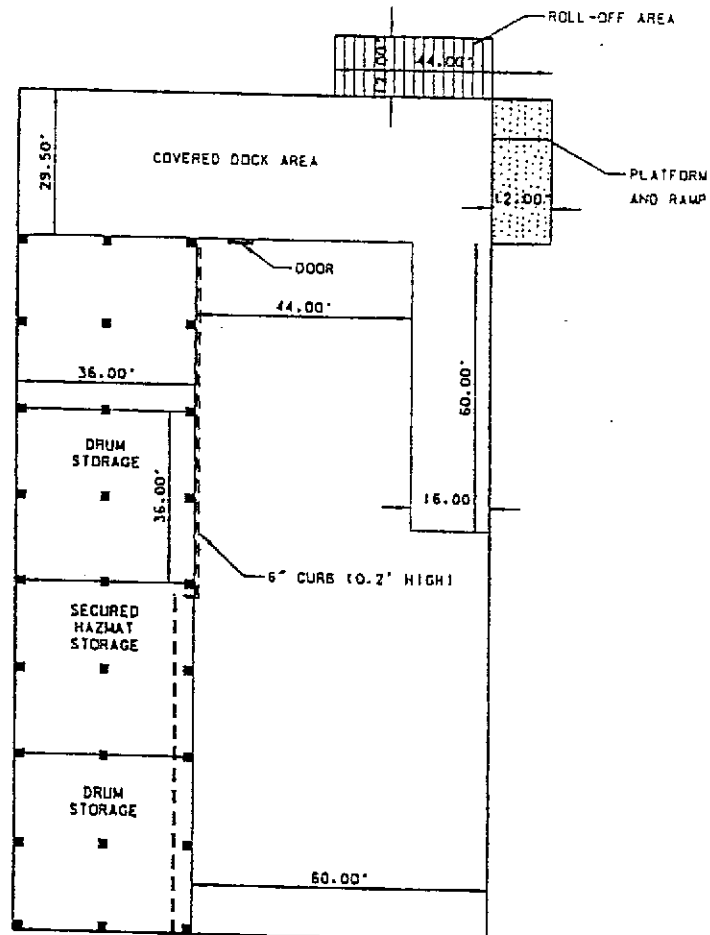 ROLL-OFF AREA
12.00'
44.00'
COVERED DOCK AREA
29.50'
PLATFORM
AND RAMP
12.00'
DOOR
44.00'
36.00'
60.00'
DRUM
STORAGE
36.00'
16.00
6" CURB (0.2' HIGH)
SECURED
HAZMAT
STORAGE
DRUM
STORAGE
60.00'